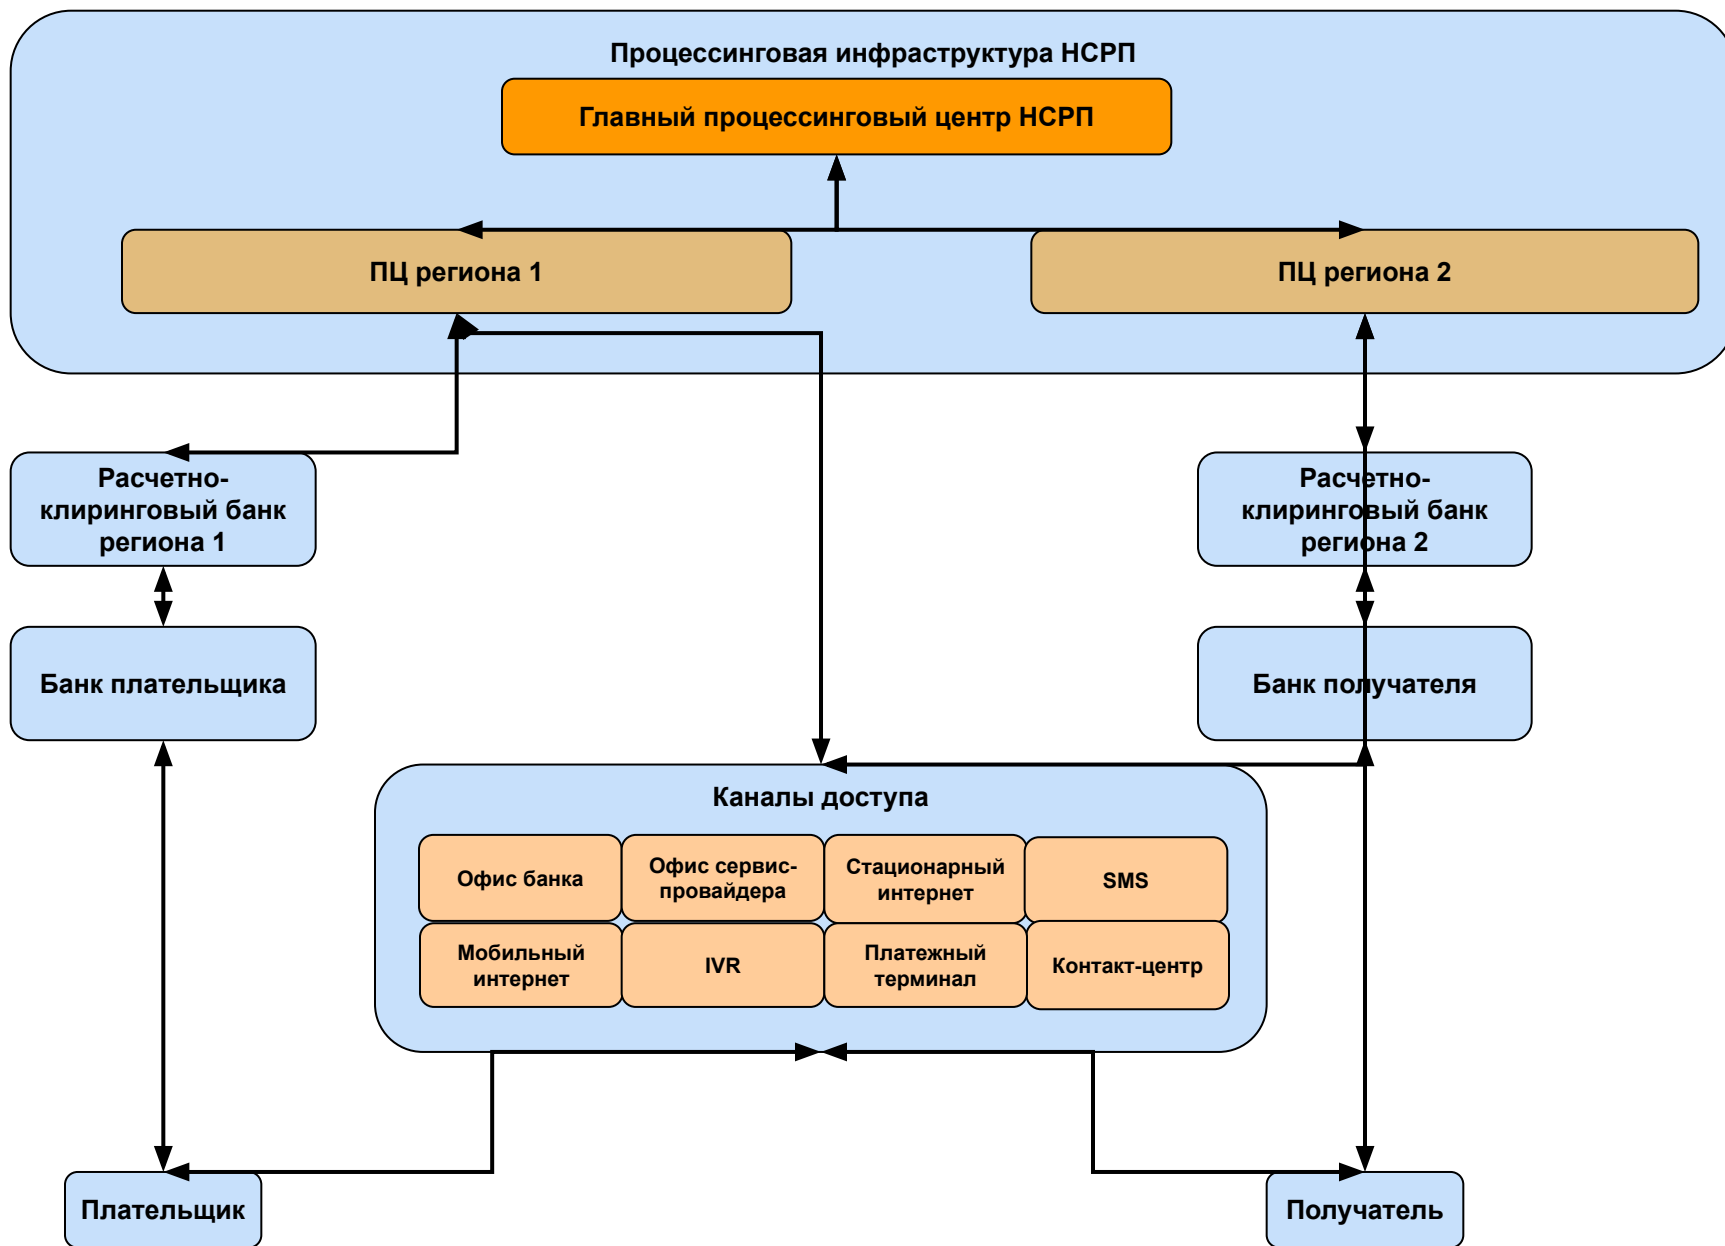 Процессинговая инфраструктура НСРП
Главный процессинговый центр НСРП
ПЦ региона 1
ПЦ региона 2
Расчетно-
клиринговый банк
региона 1
Расчетно-
клиринговый банк
региона 2
Банк плательщика
Банк получателя
Каналы доступа
Офис банка
Офис сервис-
провайдера
Стационарный
интернет
SMS
Мобильный
интернет
IVR
Платежный
терминал
Контакт-центр
Плательщик
Получатель